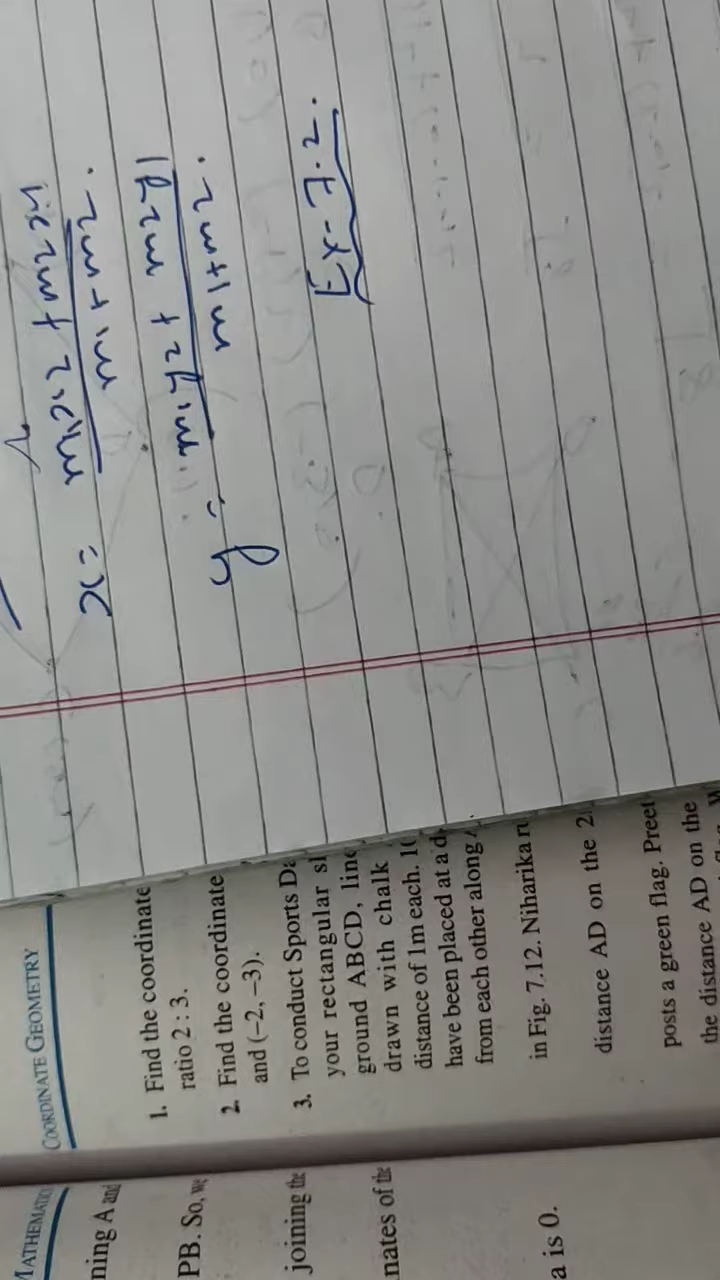 x = m1x2 + m2x1
m1 + m2.
y = m1y2 + m2y1
m1 + m2.
Ex - 7.2.
COORDINATE GEOMETRY
1. Find the coordinate
ratio 2 : 3.
2. Find the coordinate
and (–2, –3).
3. To conduct Sports
your rectangular
ground ABCD,
drawn with chalk
distance of 1m each.
have been placed at a
from each other along
in Fig. 7.12. Niharika
distance AD on the 2
posts a green flag. Preet
the distance AD on the
MATHEMATIC
ning A and
PB. So, we
joining the
nates of the
a is 0.